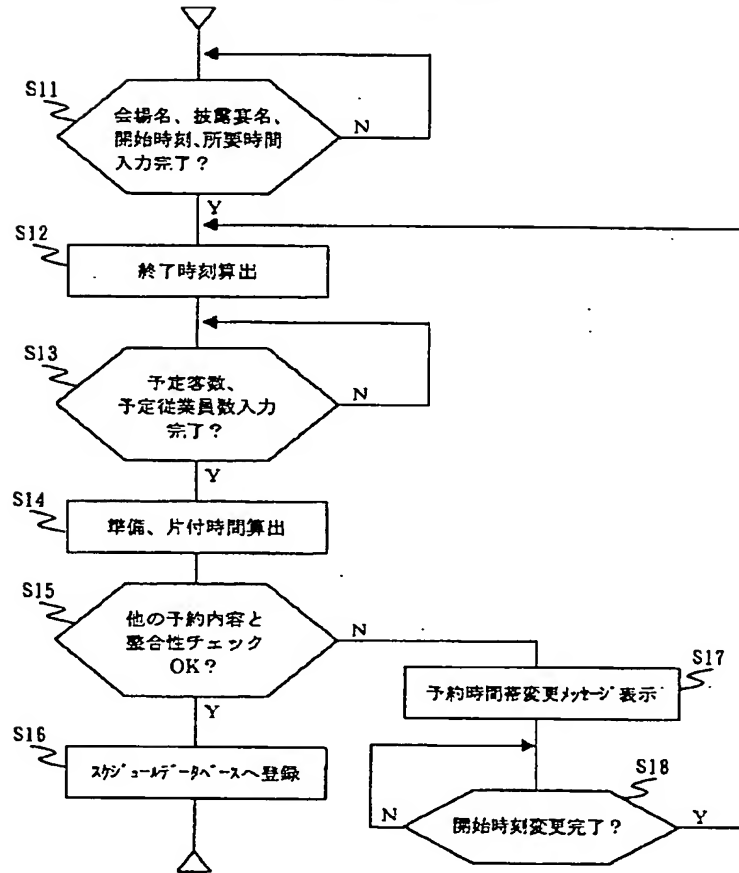 S11
会場名、披露宴名、
開始時刻、所要時間
入力完了？
N
Y
S12
終了時刻算出
S13
予定客数、
予定従業員数入力
完了？
N
Y
S14
準備、片付時間算出
S15
他の予約内容と
整合性チェック
OK？
N
Y
S17
予約時間帯変更ﾒｯｾｰｼﾞ表示
S16
ｽｹｼﾞｭｰﾙﾃﾞｰﾀﾍﾞｰｽへ登録
S18
開始時刻変更完了？
N
Y